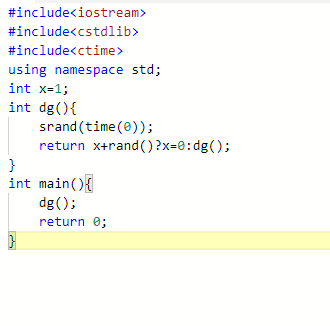 #include<iostream>
#include<cstdlib>
#include<ctime>
using namespace std;
int x=1;
int dg(){
    srand(time(0));
    return x+rand()?x=0:dg();
}
int main(){
    dg();
    return 0;
}